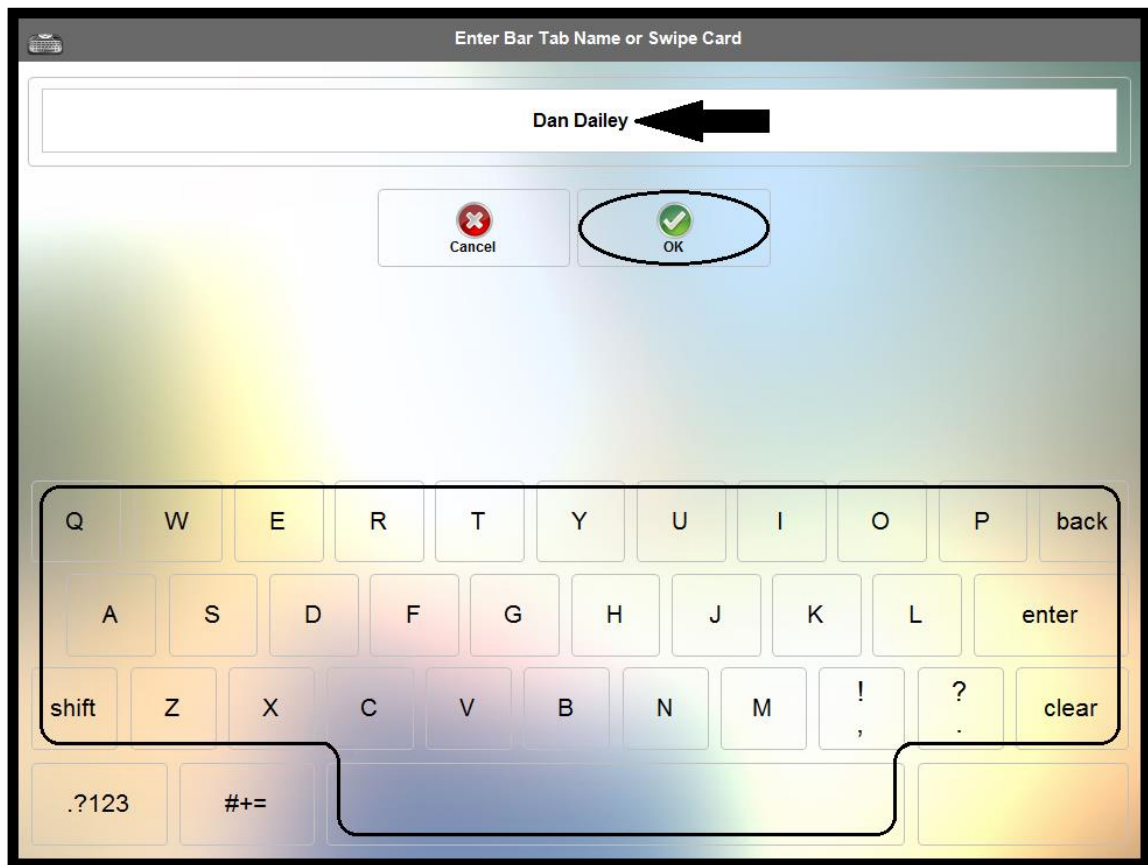 Enter Bar Tab Name or Swipe Card
Dan Dailey
Cancel OK
Q W E R T Y U I O P back
A S D F G H J K L enter
shift Z X C V B N M ! ? clear
, .
.?123 #+=